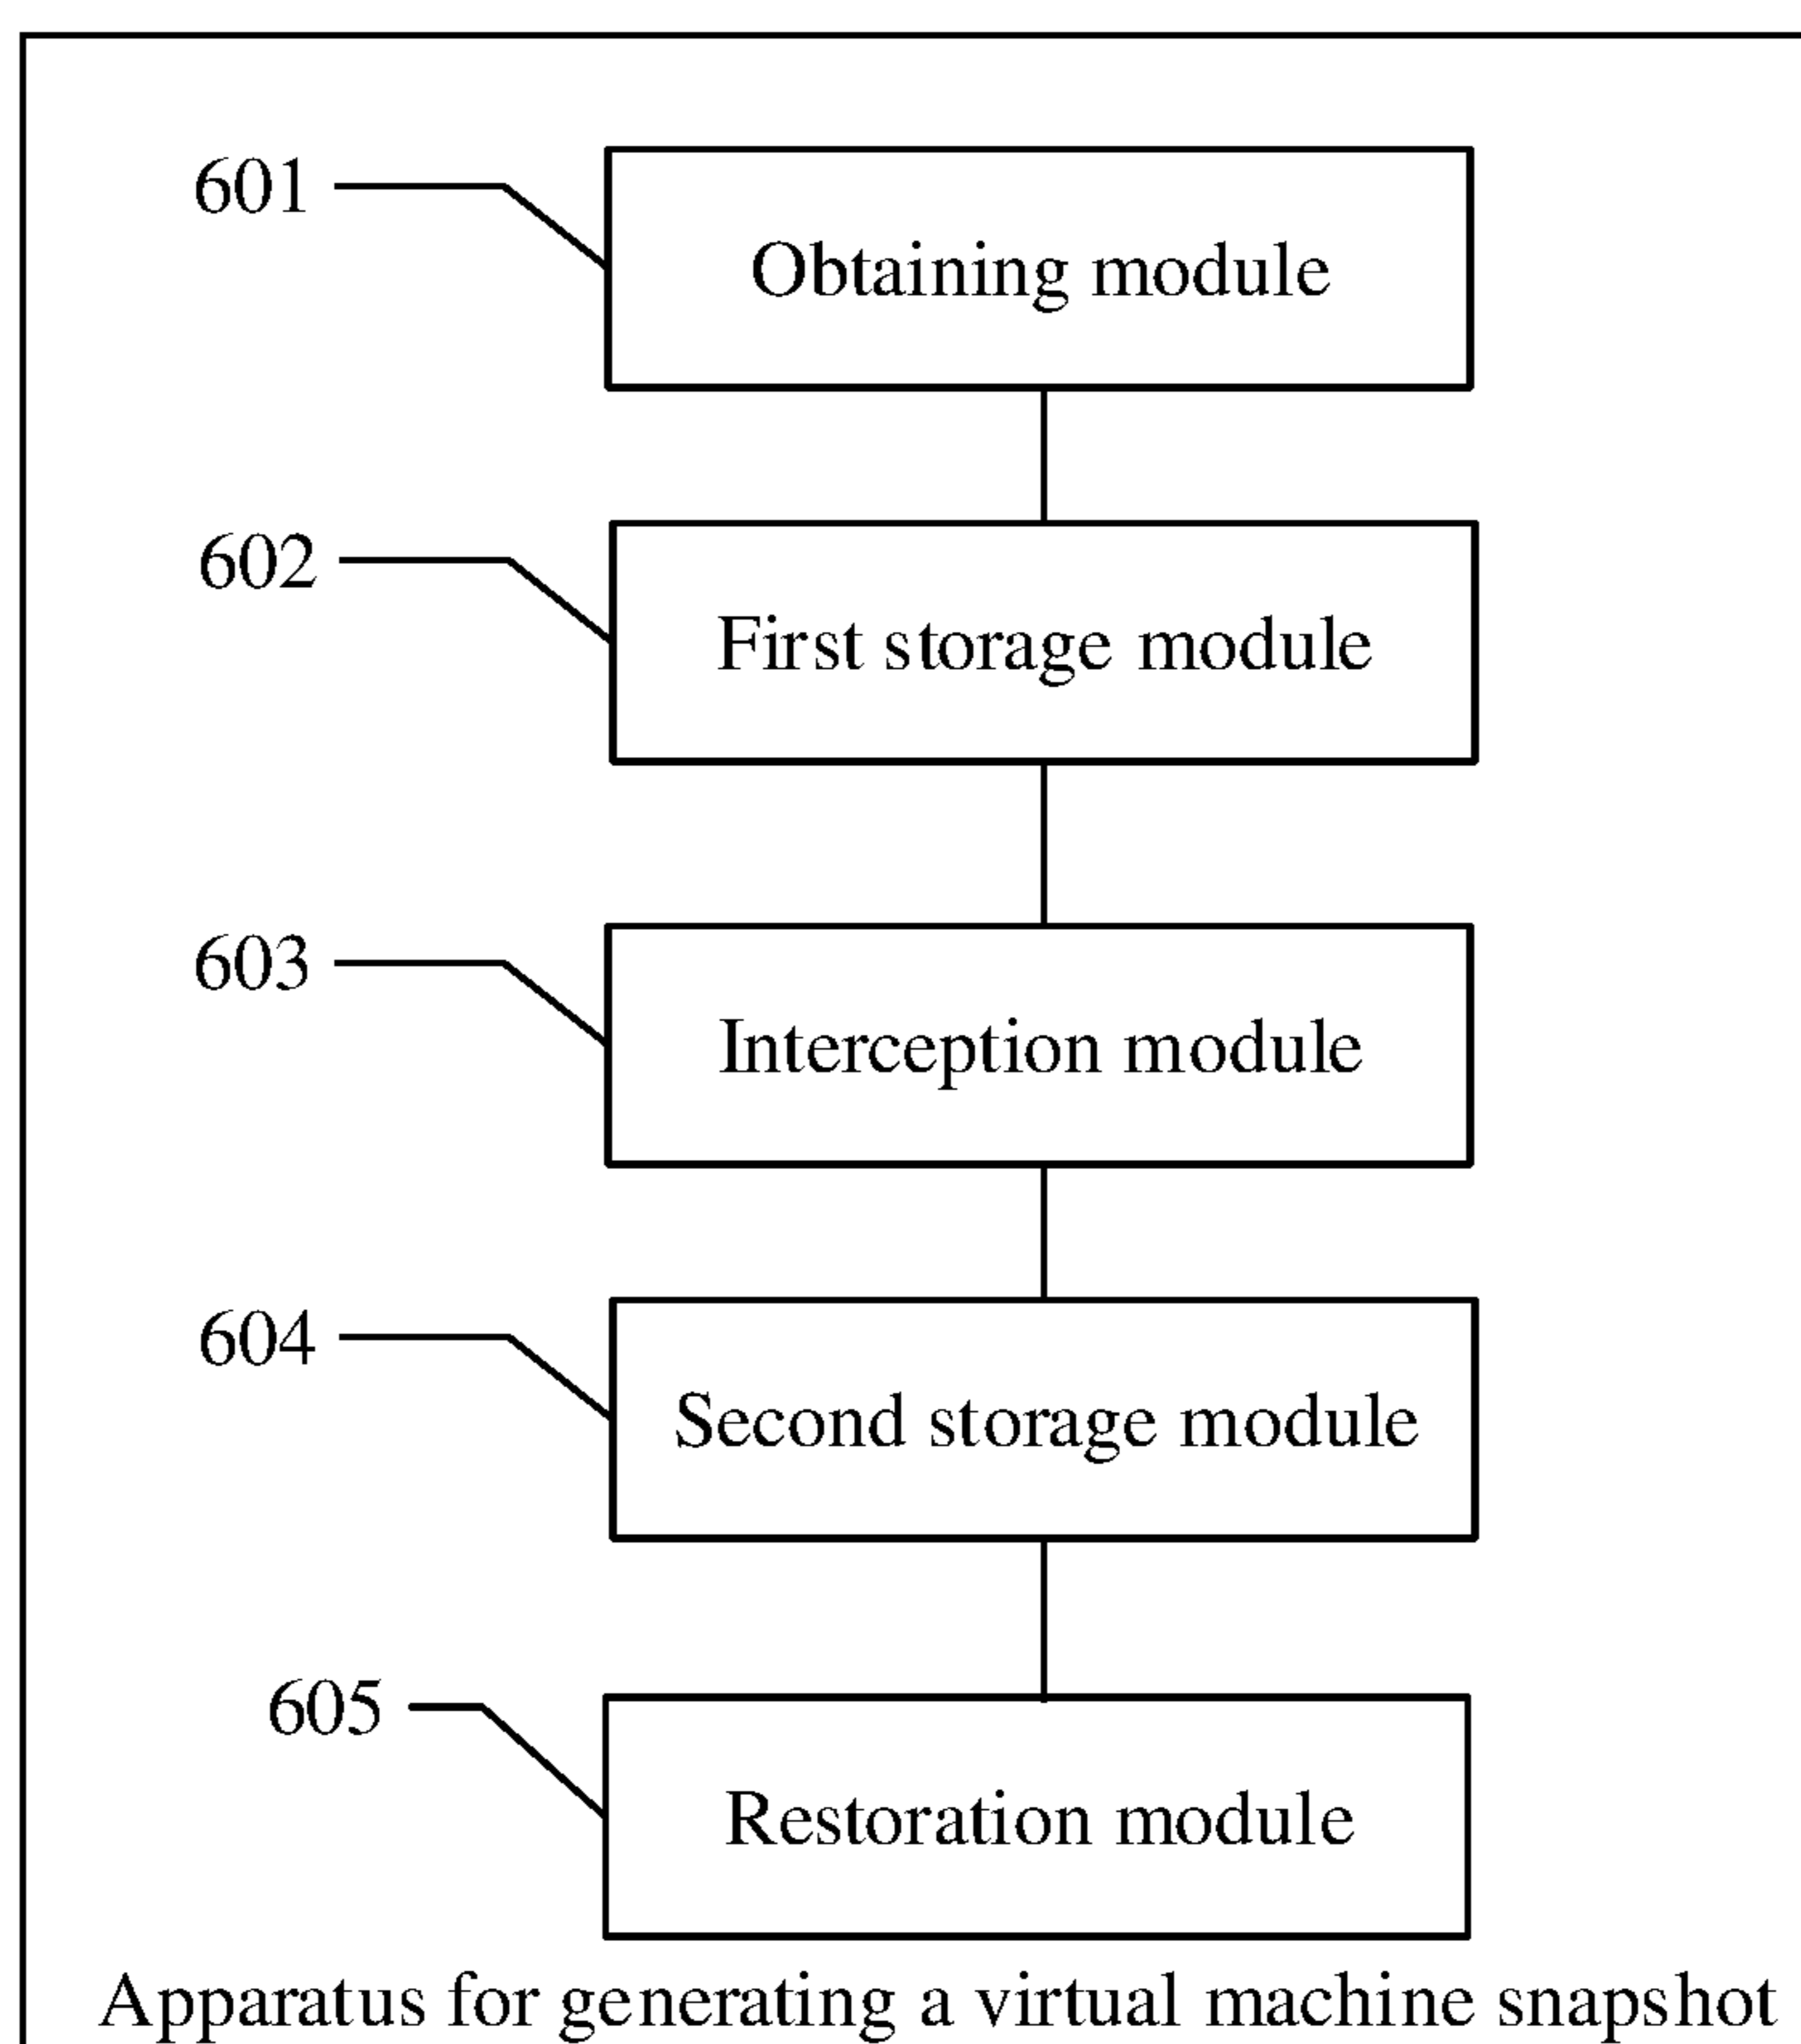 601
Obtaining module
602
First storage module
603
Interception module
604
Second storage module
605
Restoration module
Apparatus for generating a virtual machine snapshot